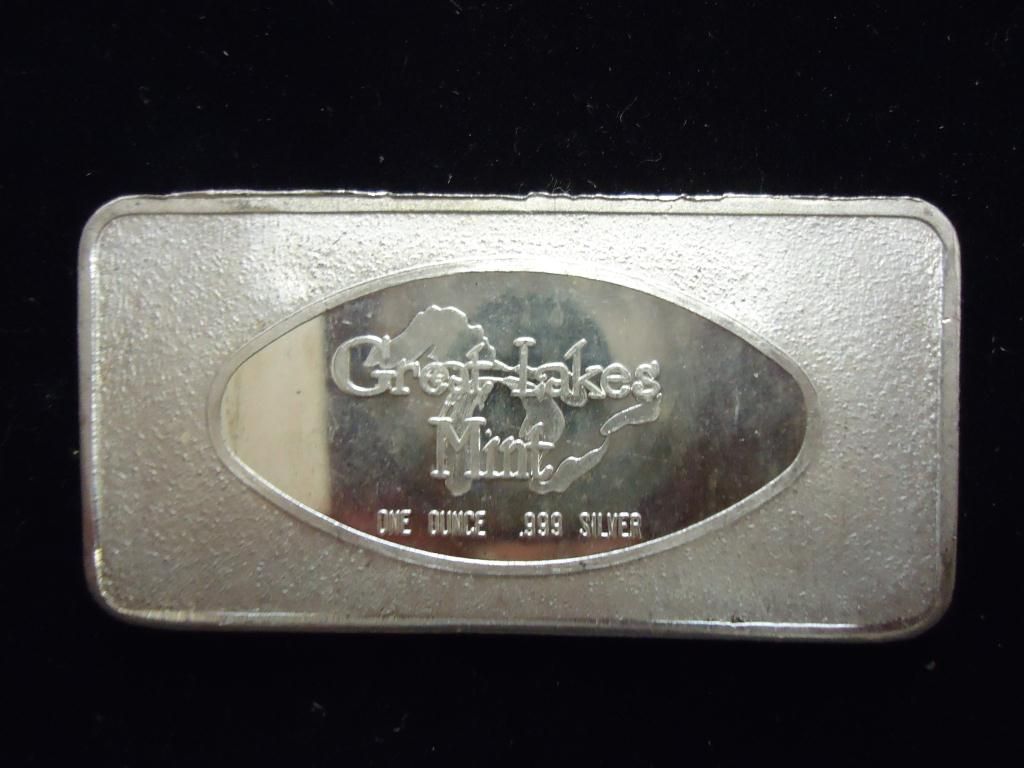 Great Lakes
Mint
ONE OUNCE .999 SILVER